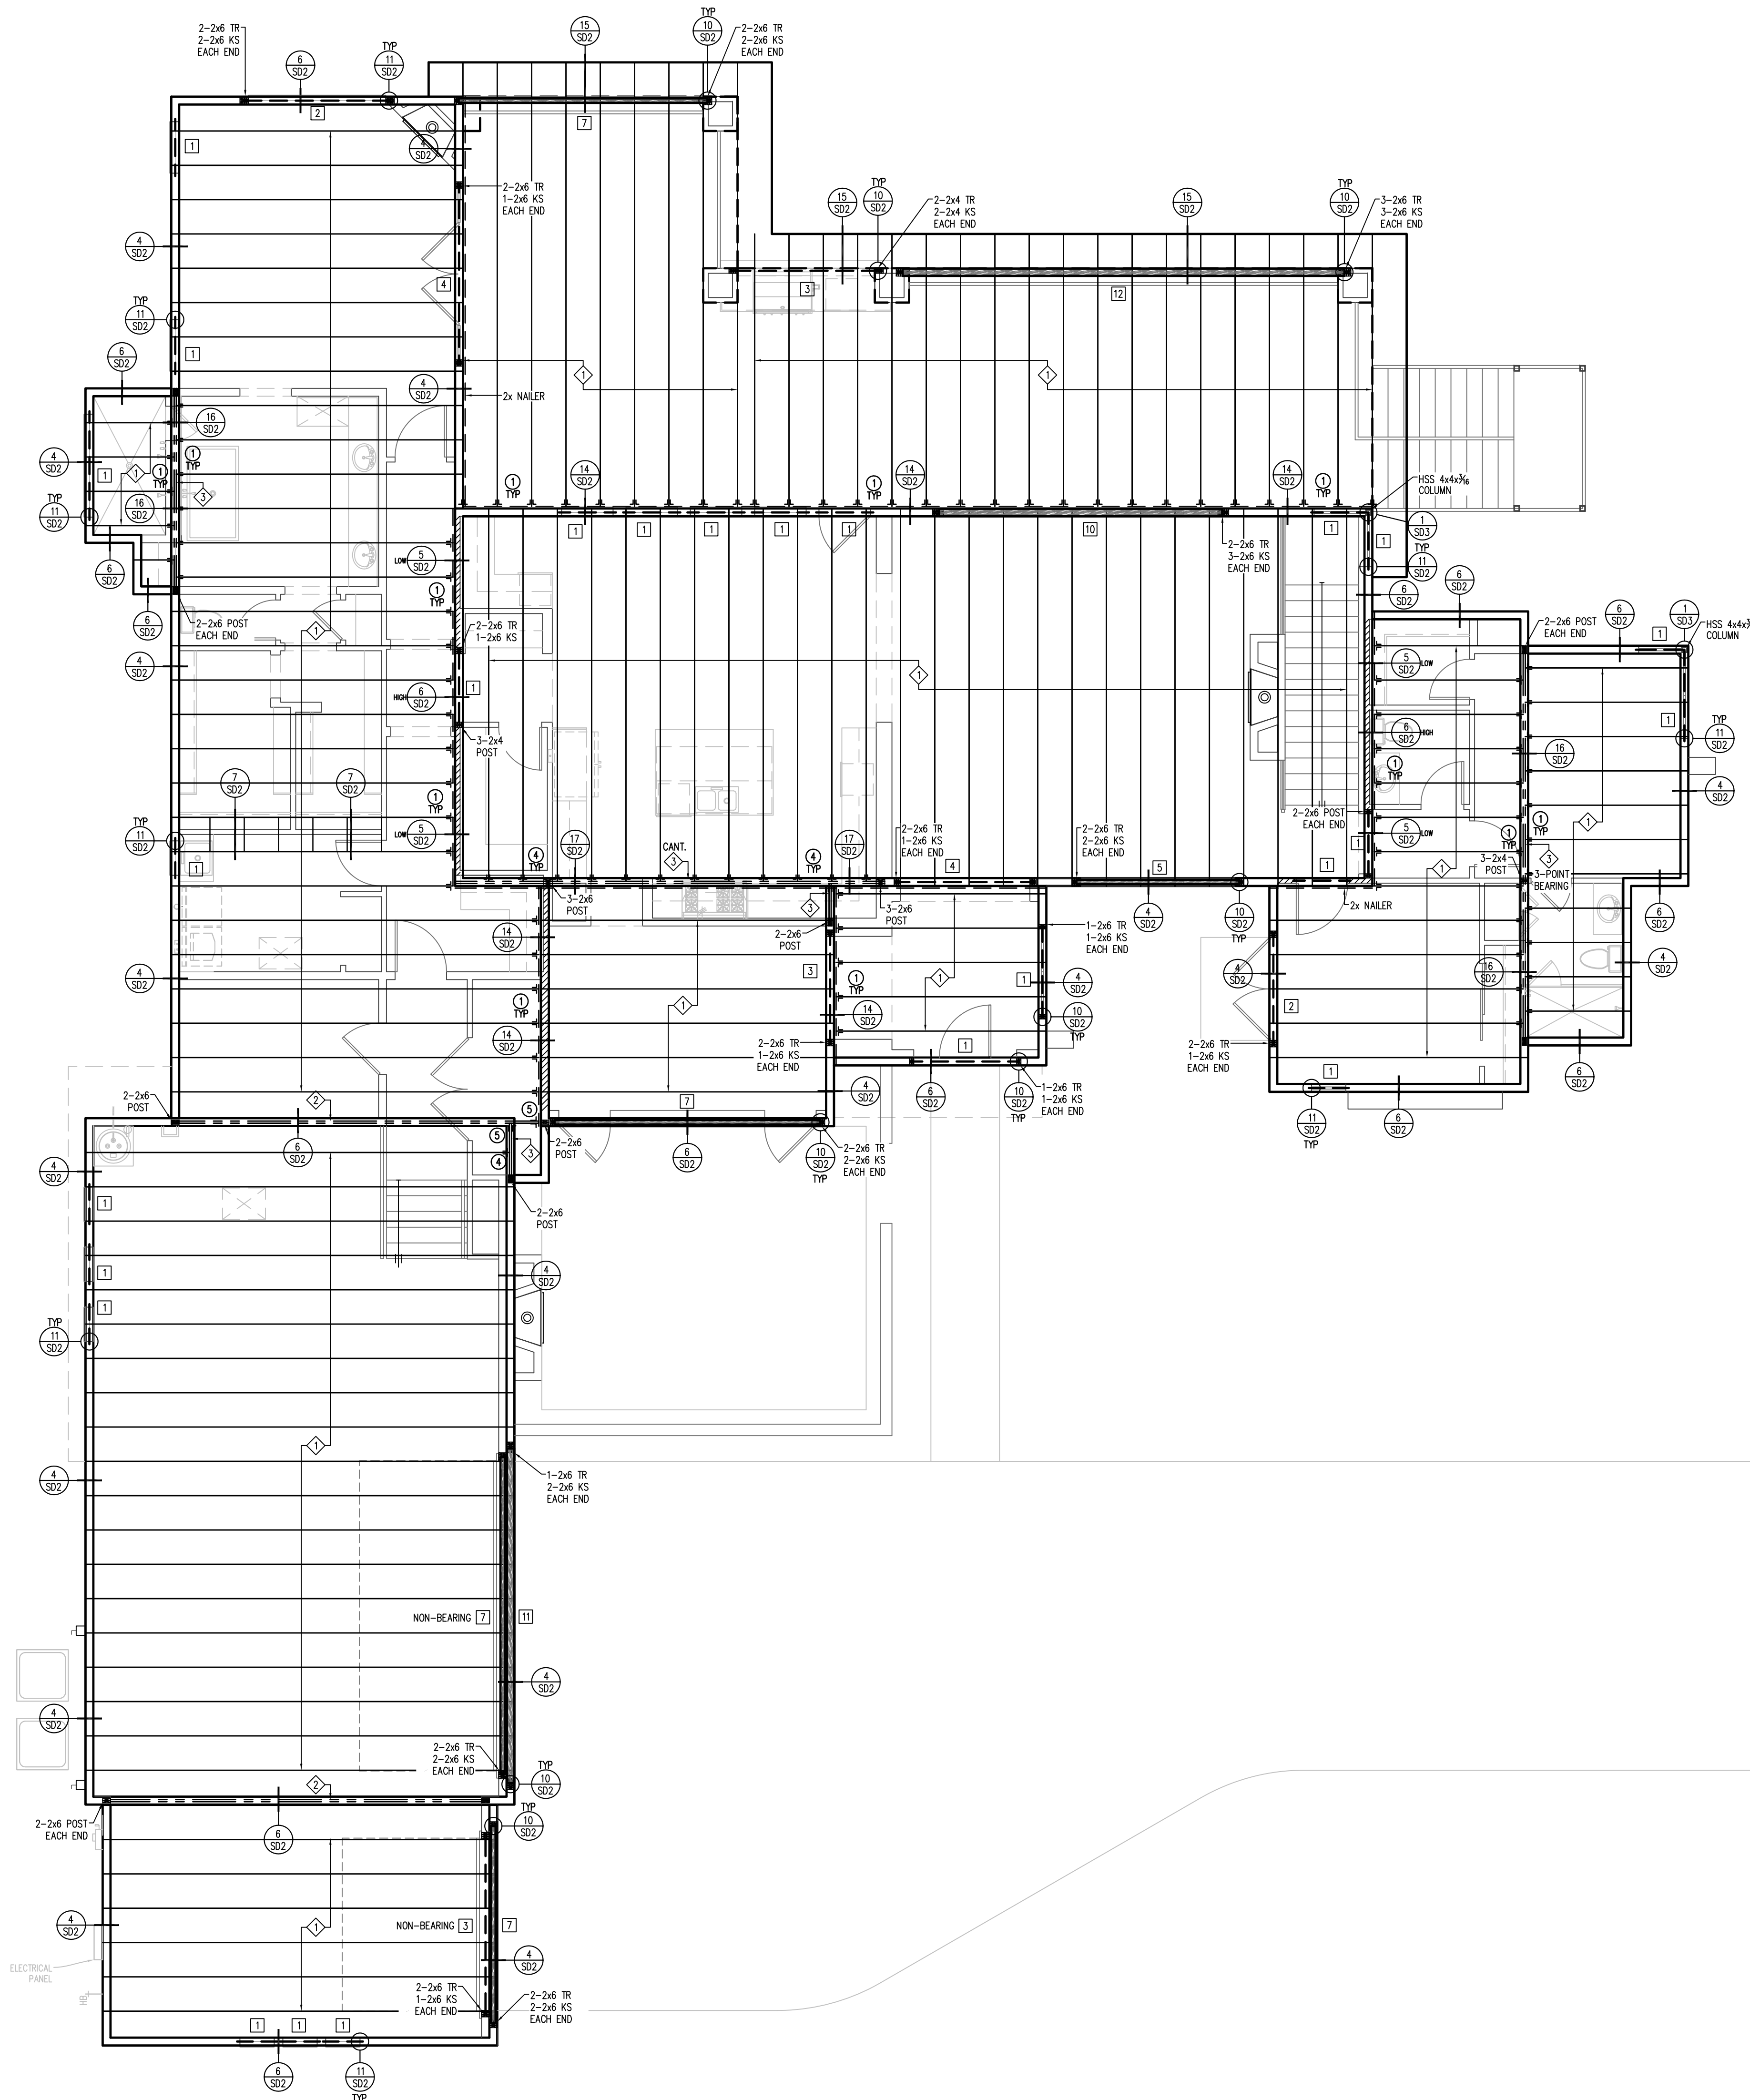 2-2x6 TR
2-2x6 KS
EACH END
6
SD2
TYP
11
SD2
15
SD2
TYP
10
SD2
2-2x6 TR
2-2x6 KS
EACH END
2
7
1
4
SD2
2-2x6 TR
1-2x6 KS
EACH END
15
SD2
TYP
10
SD2
2-2x4 TR
2-2x4 KS
EACH END
15
SD2
TYP
10
SD2
3-2x6 TR
3-2x6 KS
EACH END
4
SD2
4
3
12
TYP
11
SD2
1
6
SD2
4
SD2
1
1
2x NAILER
16
SD2
4
SD2
1
1
1
TYP
1
TYP
3
16
SD2
TYP
11
SD2
1
TYP
14
SD2
1
TYP
14
SD2
14
SD2
1
TYP
HSS 4x4x3/16
COLUMN
1
SD3
1
1
1
1
1
10
1
1
TYP
11
SD2
6
SD2
6
SD2
LOW
5
SD2
1
TYP
2-2x6 TR
3-2x6 KS
EACH END
6
SD2
6
SD2
6
SD2
1
SD3
HSS 4x4x3
COLUMN
2-2x6 POST
EACH END
1
2-2x6 TR
1-2x6 KS
2-2x6 POST
EACH END
1
1
4
SD2
HIGH
6
SD2
1
1
5
SD2
LOW
1
TYP
11
SD2
3-2x4
POST
6
SD2
HIGH
16
SD2
7
SD2
7
SD2
1
TYP
1
TYP
4
SD2
TYP
11
SD2
LOW
5
SD2
2-2x6 POST
EACH END
5
SD2
LOW
1
TYP
1
TYP
1
1
4
TYP
17
SD2
CANT.
3
4
TYP
17
SD2
2-2x6 TR
1-2x6 KS
EACH END
4
2-2x6 TR
2-2x6 KS
EACH END
5
1
1
3-2x4
POST
3
3-POINT
BEARING
1
3-2x6
POST
3
3-2x6
POST
4
SD2
10
SD2
TYP
2x NAILER
6
SD2
14
SD2
2-2x6
POST
1-2x6 TR
1-2x6 KS
EACH END
4
SD2
3
1
TYP
1
1
4
SD2
4
SD2
16
SD2
4
SD2
1
TYP
1
14
SD2
10
SD2
TYP
2
14
SD2
2-2x6 TR
1-2x6 KS
EACH END
1
2-2x6 TR
1-2x6 KS
EACH END
6
SD2
2-2x6
POST
2
5
7
4
SD2
6
SD2
10
SD2
TYP
1-2x6 TR
1-2x6 KS
EACH END
1
11
SD2
TYP
6
SD2
4
SD2
6
SD2
5
4
3
2-2x6
POST
6
SD2
10
SD2
TYP
2-2x6 TR
2-2x6 KS
EACH END
1
2-2x6
POST
1
4
SD2
1
TYP
11
SD2
1
4
SD2
1-2x6 TR
2-2x6 KS
EACH END
NON-BEARING
7
11
4
SD2
4
SD2
2-2x6 TR
2-2x6 KS
EACH END
TYP
10
SD2
2
2-2x6 POST
EACH END
6
SD2
TYP
10
SD2
4
SD2
1
NON-BEARING
3
7
4
SD2
ELECTRICAL
PANEL
HB
2-2x6 TR
1-2x6 KS
EACH END
2-2x6 TR
2-2x6 KS
EACH END
1
1
1
6
SD2
11
SD2
TYP